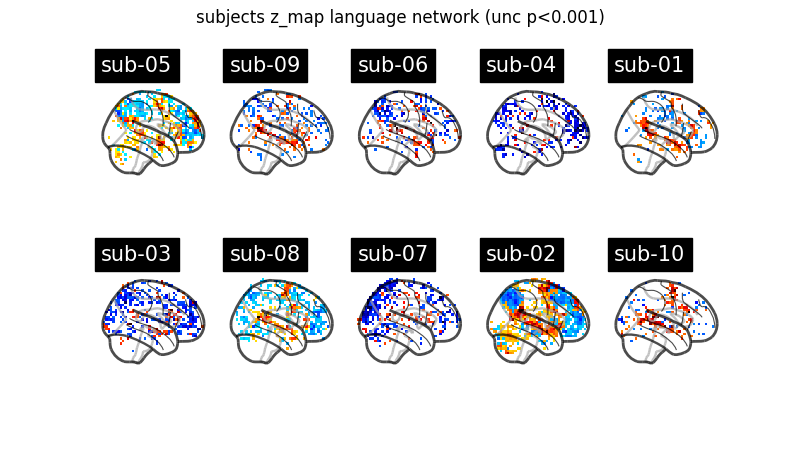 subjects z_map language network (unc p<0.001)
sub-05 sub-09 sub-06 sub-04 sub-01
sub-03 sub-08 sub-07 sub-02 sub-10